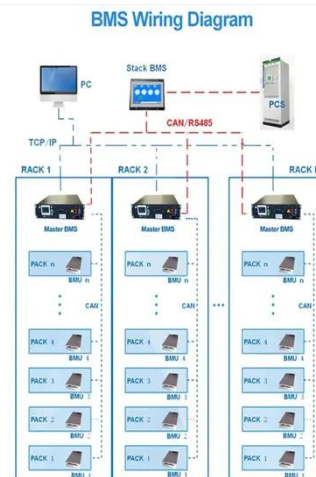 BMS Wiring Diagram
Stack BMS
PC
PCS
CAN/RS485
TCP/IP
RACK 1
RACK 2
RACK
Master BMS
Master BMS
Master BMS
PACK n
BMU n
PACK n
BMU n
PACK n
BMU n
CAN
CAN
CAN
PACK 4
BMU 4
PACK 4
BMU 4
PACK 4
BMU 4
PACK 3
BMU 3
PACK 3
BMU 3
PACK 3
BMU 3
PACK 2
BMU 2
PACK 2
BMU 2
PACK 2
BMU 2
PACK 1
BMU 1
PACK 1
BMU 1
PACK 1
BMU 1